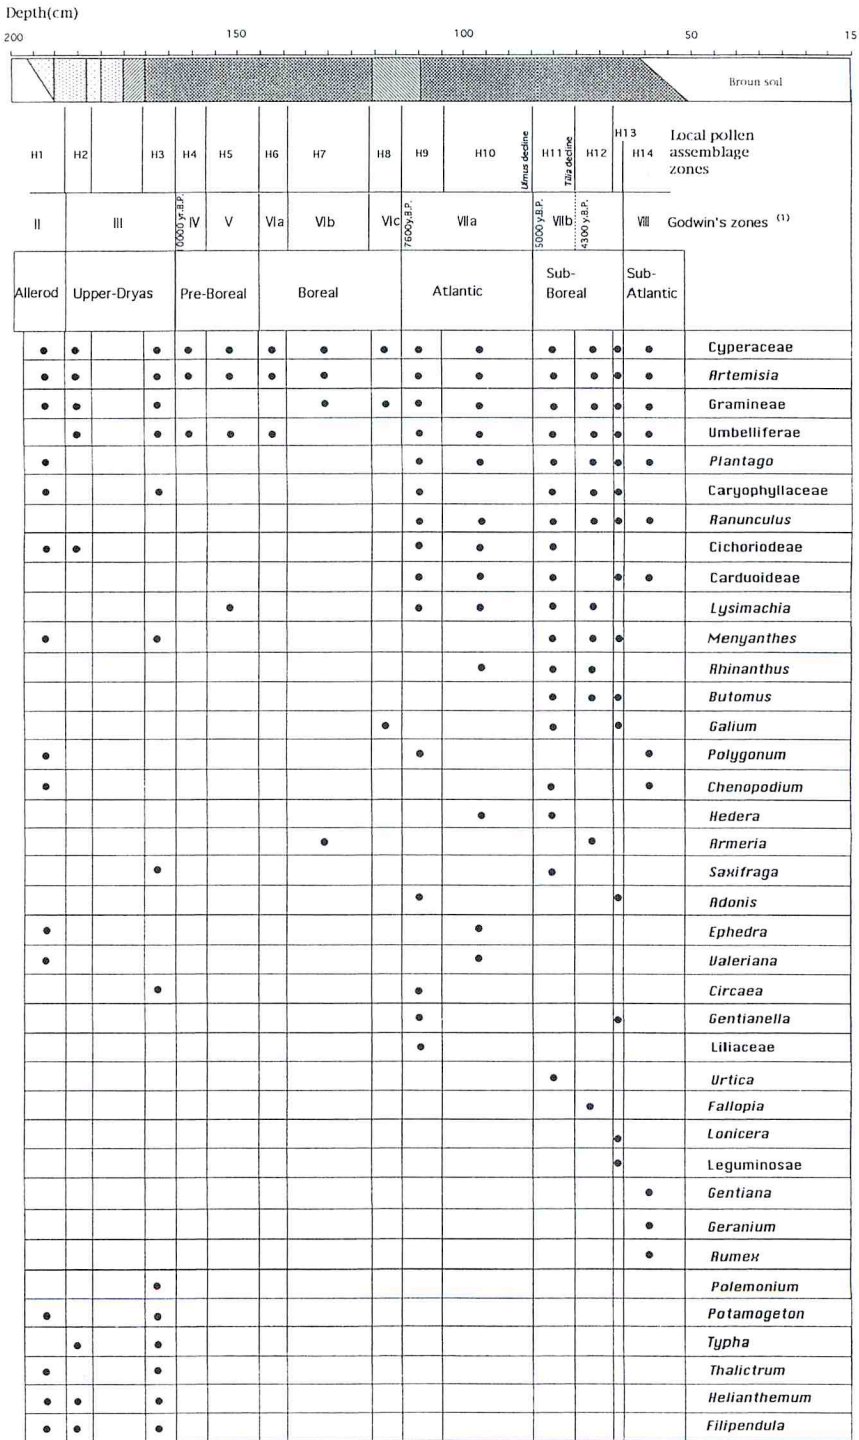 Depth(cm)
200 150 100 50 15
Broun soil
H1 H2 H3 H4 H5 H6 H7 H8 H9 H10 Ulmus decline H11 Tilia decline H12 H13 H14 Local pollen assemblage zones
II III 0000 yr.B.P. IV V VIa VIb VIc 7600y.B.P. VIIa 5000 y.B.P. VIIb 4300 y.B.P. VIII Godwin's zones (1)
Allerod Upper-Dryas Pre-Boreal Boreal Atlantic Sub-Boreal Sub-Atlantic
Cyperaceae
Artemisia
Gramineae
Umbelliferae
Plantago
Caryophyllaceae
Ranunculus
Cichoriodeae
Carduoideae
Lysimachia
Menyanthes
Rhinanthus
Butomus
Galium
Polygonum
Chenopodium
Hedera
Armeria
Saxifraga
Adonis
Ephedra
Valeriana
Circaea
Gentianella
Liliaceae
Urtica
Fallopia
Lonicera
Leguminosae
Gentiana
Geranium
Rumex
Polemonium
Potamogeton
Typha
Thalictrum
Helianthemum
Filipendula